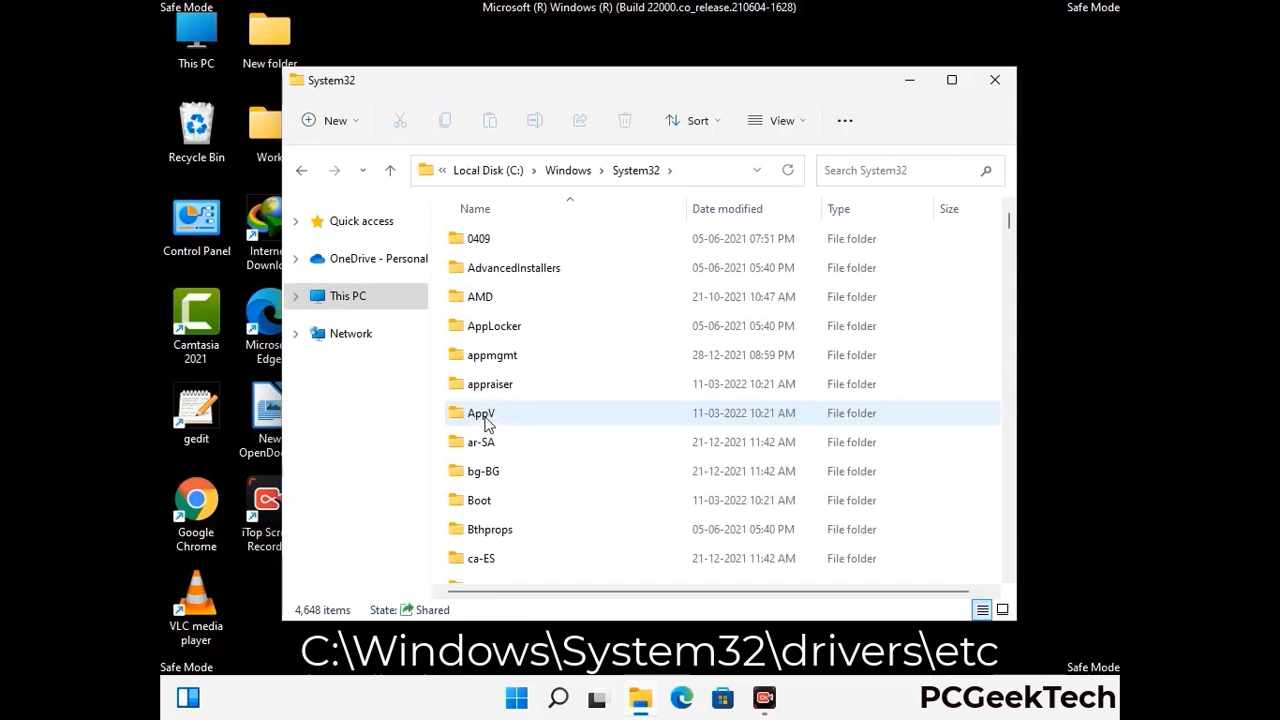 Safe Mode
Microsoft (R) Windows (R) (Build 22000.co_release.210604-1628)
Safe Mode
This PC
New folder
Recycle Bin
Work
Control Panel
Internet
Downlo
Camtasia
2021
Microso
Edge
gedit
New
OpenDoc
Google
Chrome
iTop Scre
Record
VLC media
player
System32
New
Sort
View
Local Disk (C:)
Windows
System32
Search System32
Quick access
OneDrive - Personal
This PC
Network
Name Date modified Type Size
0409 05-06-2021 07:51 PM File folder
AdvancedInstallers 05-06-2021 05:40 PM File folder
AMD 21-10-2021 10:47 AM File folder
AppLocker 05-06-2021 05:40 PM File folder
appmgmt 28-12-2021 08:59 PM File folder
appraiser 11-03-2022 10:21 AM File folder
AppV 11-03-2022 10:21 AM File folder
ar-SA 21-12-2021 11:42 AM File folder
bg-BG 21-12-2021 11:42 AM File folder
Boot 11-03-2022 10:21 AM File folder
Bthprops 05-06-2021 05:40 PM File folder
ca-ES 21-12-2021 11:42 AM File folder
4,648 items State: Shared
C:\Windows\System32\drivers\etc
Safe Mode
Safe Mode
PCGeekTech